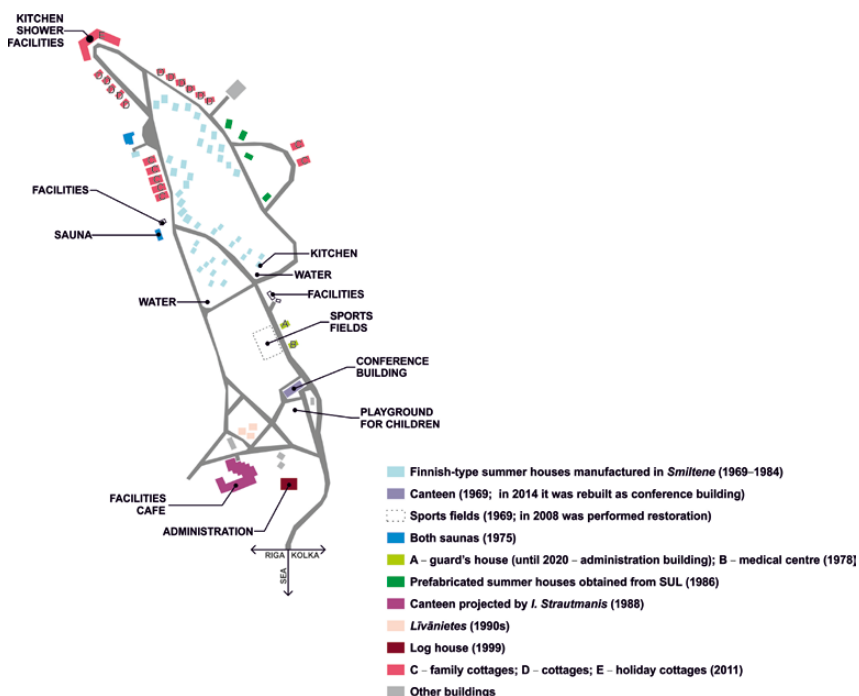 KITCHEN
SHOWER
FACILITIES
E
D
D
D
D
D
D
D
D
D
D
D
C
C
C
C
C
FACILITIES
SAUNA
KITCHEN
WATER
FACILITIES
WATER
SPORTS
FIELDS
A
B
CONFERENCE
BUILDING
PLAYGROUND
FOR CHILDREN
FACILITIES
CAFE
ADMINISTRATION
RIGA
KOLKA
SEA
Finnish-type summer houses manufactured in Smiltene (1969–1984)
Canteen (1969; in 2014 it was rebuilt as conference building)
Sports fields (1969; in 2008 was performed restoration)
Both saunas (1975)
A – guard's house (until 2020 – administration building); B – medical centre (1978)
Prefabricated summer houses obtained from SUL (1986)
Canteen projected by I. Strautmanis (1988)
Līvānietes (1990s)
Log house (1999)
C – family cottages; D – cottages; E – holiday cottages (2011)
Other buildings